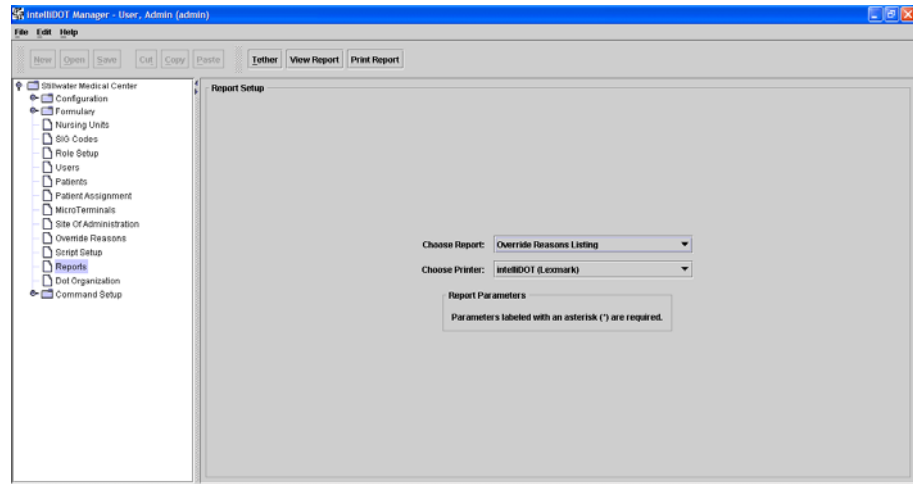 intelliDOT Manager - User, Admin (admin)
File Edit Help
New Open Save Cut Copy Paste Tether View Report Print Report
Stillwater Medical Center
Configuration
Formulary
Nursing Units
SIG Codes
Role Setup
Users
Patients
Patient Assignment
MicroTerminals
Site Of Administration
Override Reasons
Script Setup
Reports
Dot Organization
Command Setup
Report Setup
Choose Report: Override Reasons Listing
Choose Printer: intelliDOT (Lexmark)
Report Parameters
Parameters labeled with an asterisk (*) are required.